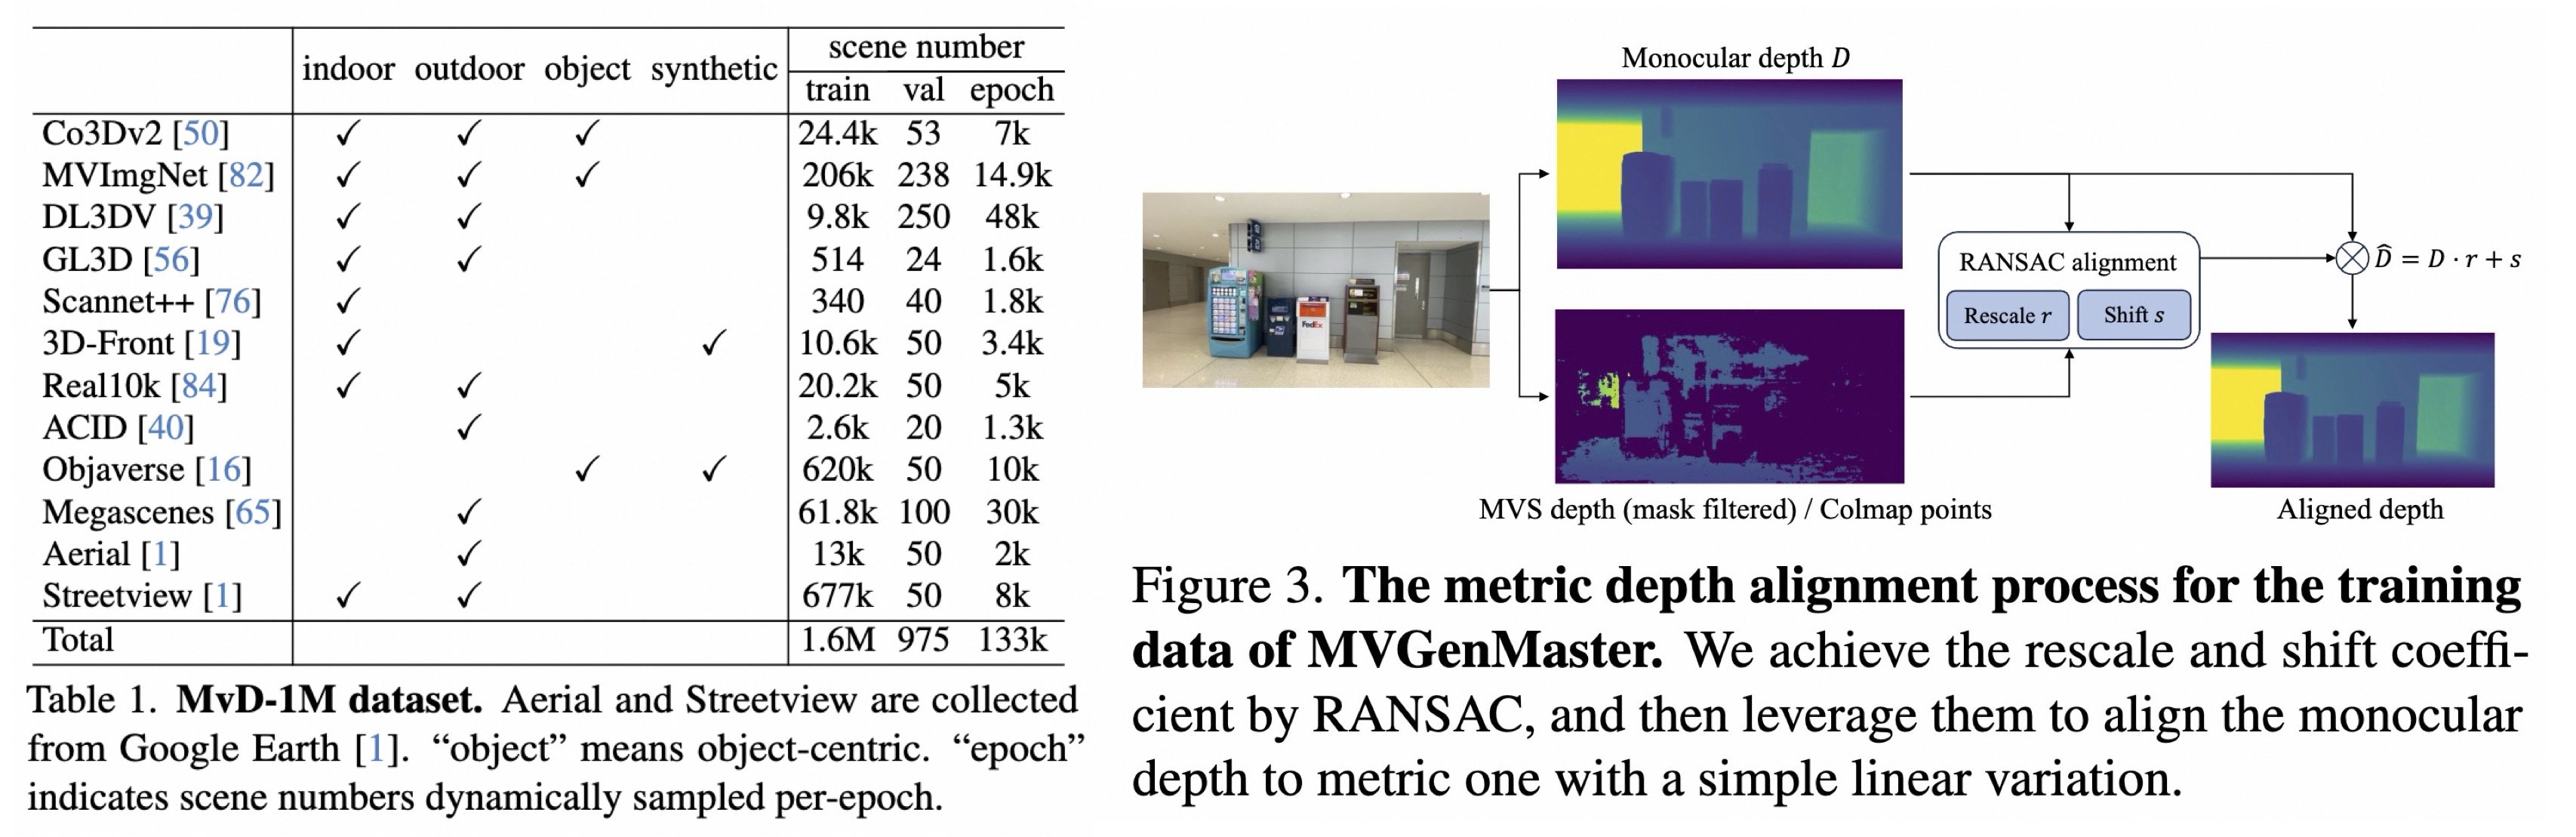 indoor outdoor object synthetic scene number
train val epoch
Co3Dv2 [50] ✓ ✓ ✓ 24.4k 53 7k
MVImgNet [82] ✓ ✓ ✓ 206k 238 14.9k
DL3DV [39] ✓ ✓ 9.8k 250 48k
GL3D [56] ✓ ✓ 514 24 1.6k
Scannet++ [76] ✓ 340 40 1.8k
3D-Front [19] ✓ ✓ 10.6k 50 3.4k
Real10k [84] ✓ ✓ 20.2k 50 5k
ACID [40] ✓ 2.6k 20 1.3k
Objaverse [16] ✓ ✓ 620k 50 10k
Megascenes [65] ✓ 61.8k 100 30k
Aerial [1] ✓ 13k 50 2k
Streetview [1] ✓ ✓ 677k 50 8k
Total 1.6M 975 133k
Table 1. MvD-1M dataset. Aerial and Streetview are collected
from Google Earth [1]. “object” means object-centric. “epoch”
indicates scene numbers dynamically sampled per-epoch.
Monocular depth D
FedEx
RANSAC alignment
Rescale r
Shift s
D̂ = D · r + s
MVS depth (mask filtered) / Colmap points
Aligned depth
Figure 3. The metric depth alignment process for the training
data of MVGenMaster. We achieve the rescale and shift coeffi-
cient by RANSAC, and then leverage them to align the monocular
depth to metric one with a simple linear variation.